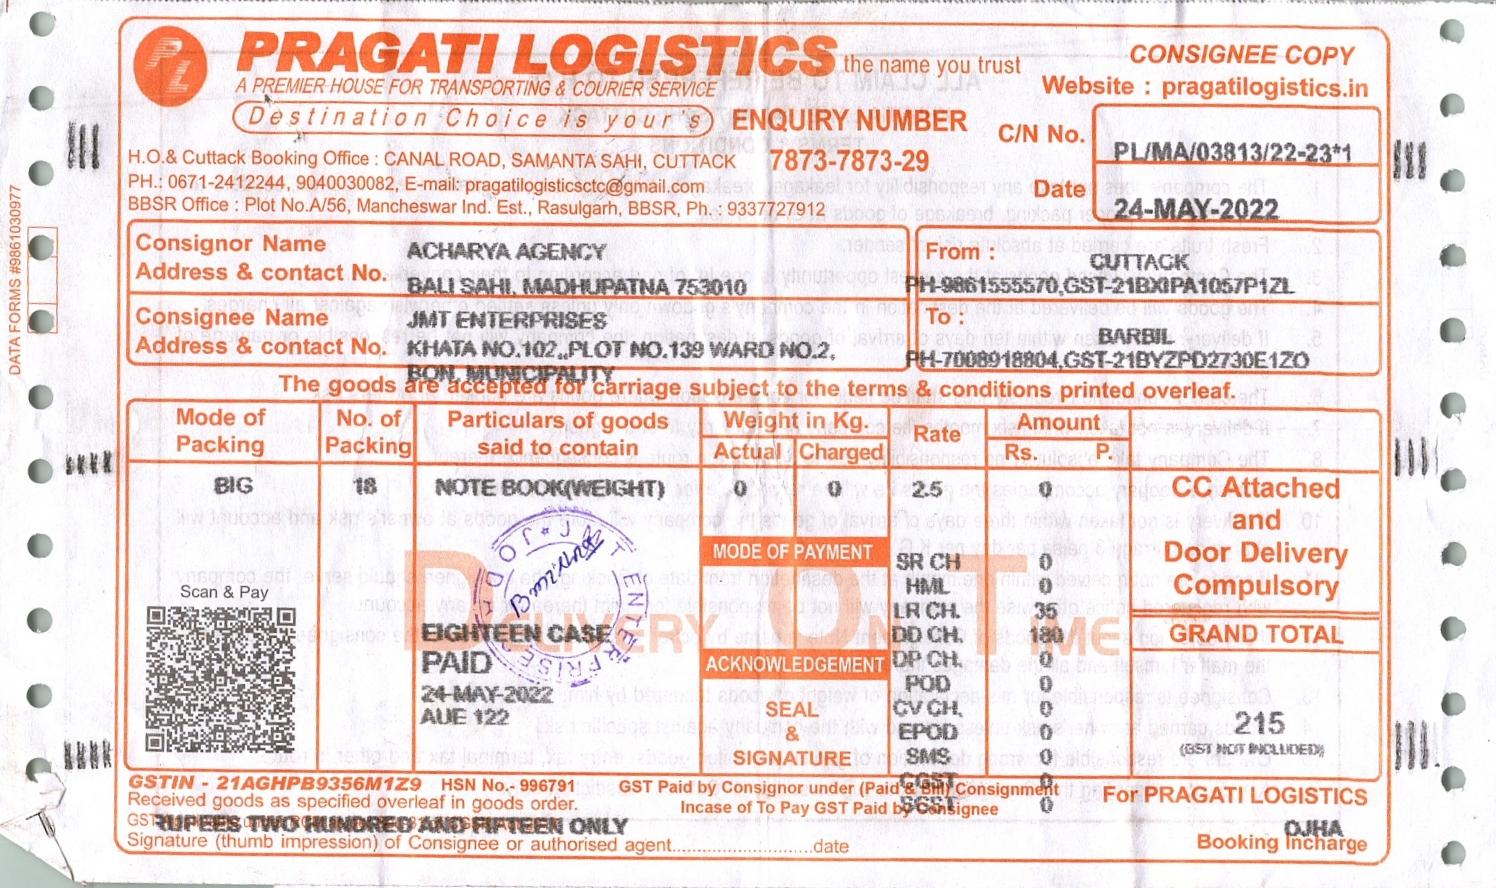 PL
PRAGATI LOGISTICS the name you trust
A PREMIER HOUSE FOR TRANSPORTING & COURIER SERVICE
Destination Choice is your's
ENQUIRY NUMBER
7873-7873-29
CONSIGNEE COPY
Website : pragatilogistics.in
C/N No. PL/MA/03813/22-23*1
Date 24-MAY-2022
H.O.& Cuttack Booking Office : CANAL ROAD, SAMANTA SAHI, CUTTACK
PH.: 0671-2412244, 9040030082, E-mail: pragatilogisticsctc@gmail.com
BBSR Office : Plot No.A/56, Mancheswar Ind. Est., Rasulgarh, BBSR, Ph. : 9337727912
DATA FORMS #9861030977
Consignor Name ACHARYA AGENCY
Address & contact No. BALI SAHI, MADHUPATNA 753010
From : CUTTACK
PH-9861555570,GST-21BXIPA1057P1ZL
Consignee Name JMT ENTERPRISES
Address & contact No. KHATA NO.102,,PLOT NO.139 WARD NO.2,
BON. MUNICIPALITY
To : BARBIL
PH-7008918804,GST-21BYZPD2730E1ZO
The goods are accepted for carriage subject to the terms & conditions printed overleaf.
Mode of Packing No. of Packing Particulars of goods said to contain Weight in Kg. Actual Charged Rate Amount Rs. P.
BIG 18 NOTE BOOK(WEIGHT) 0 0 2.5 0
CC Attached
and
Door Delivery
Compulsory
GRAND TOTAL
215
(GST NOT INCLUDED)
Scan & Pay
DELIVERY ON TIME
EIGHTEEN CASE
PAID
24-MAY-2022
AUE 122
MODE OF PAYMENT
ACKNOWLEDGEMENT
SEAL
&
SIGNATURE
SR CH 0
HML 0
LR CH. 35
DD CH. 180
DP CH. 0
POD 0
CV CH. 0
EPOD 0
SMS 0
CGST 0
SGST 0
GSTIN - 21AGHPB9356M1Z9 HSN No.- 996791 GST Paid by Consignor under (Paid & Bill) Consignment
Incase of To Pay GST Paid by Consignee
Received goods as specified overleaf in goods order.
RUPEES TWO HUNDRED AND FIFTEEN ONLY
Signature (thumb impression) of Consignee or authorised agent..............................date
For PRAGATI LOGISTICS
OJHA
Booking Incharge